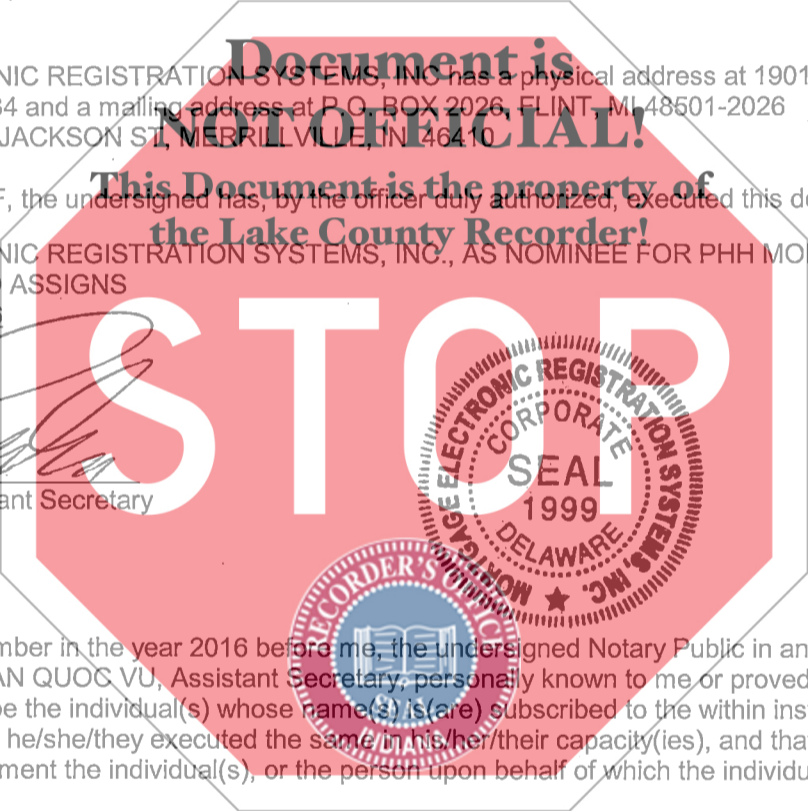 Document is
NIC REGISTRATION SYSTEMS, INC has a physical address at 1901
64 and a mailing address at P.O. BOX 2026, FLINT, MI 48501-2026
NOT OFFICIAL!
JACKSON ST, MERRILLVILLE, IN 46410
This Document is the property of
F, the undersigned has, by the officer duly authorized, executed this de
the Lake County Recorder!
NIC REGISTRATION SYSTEMS, INC., AS NOMINEE FOR PHH MO
ASSIGNS
STOP
MORTGAGE ELECTRONIC REGISTRATION SYSTEMS, INC.
CORPORATE
SEAL
1999
DELAWARE
ant Secretary
RECORDER'S OFFICE
mber in the year 2016 before me, the undersigned Notary Public in an
AN QUOC VU, Assistant Secretary, personally known to me or proved
be the individual(s) whose name(s) is(are) subscribed to the within ins
he/she/they executed the same in his/her/their capacity(ies), and tha
INDIANA
ment the individual(s), or the person upon behalf of which the individu